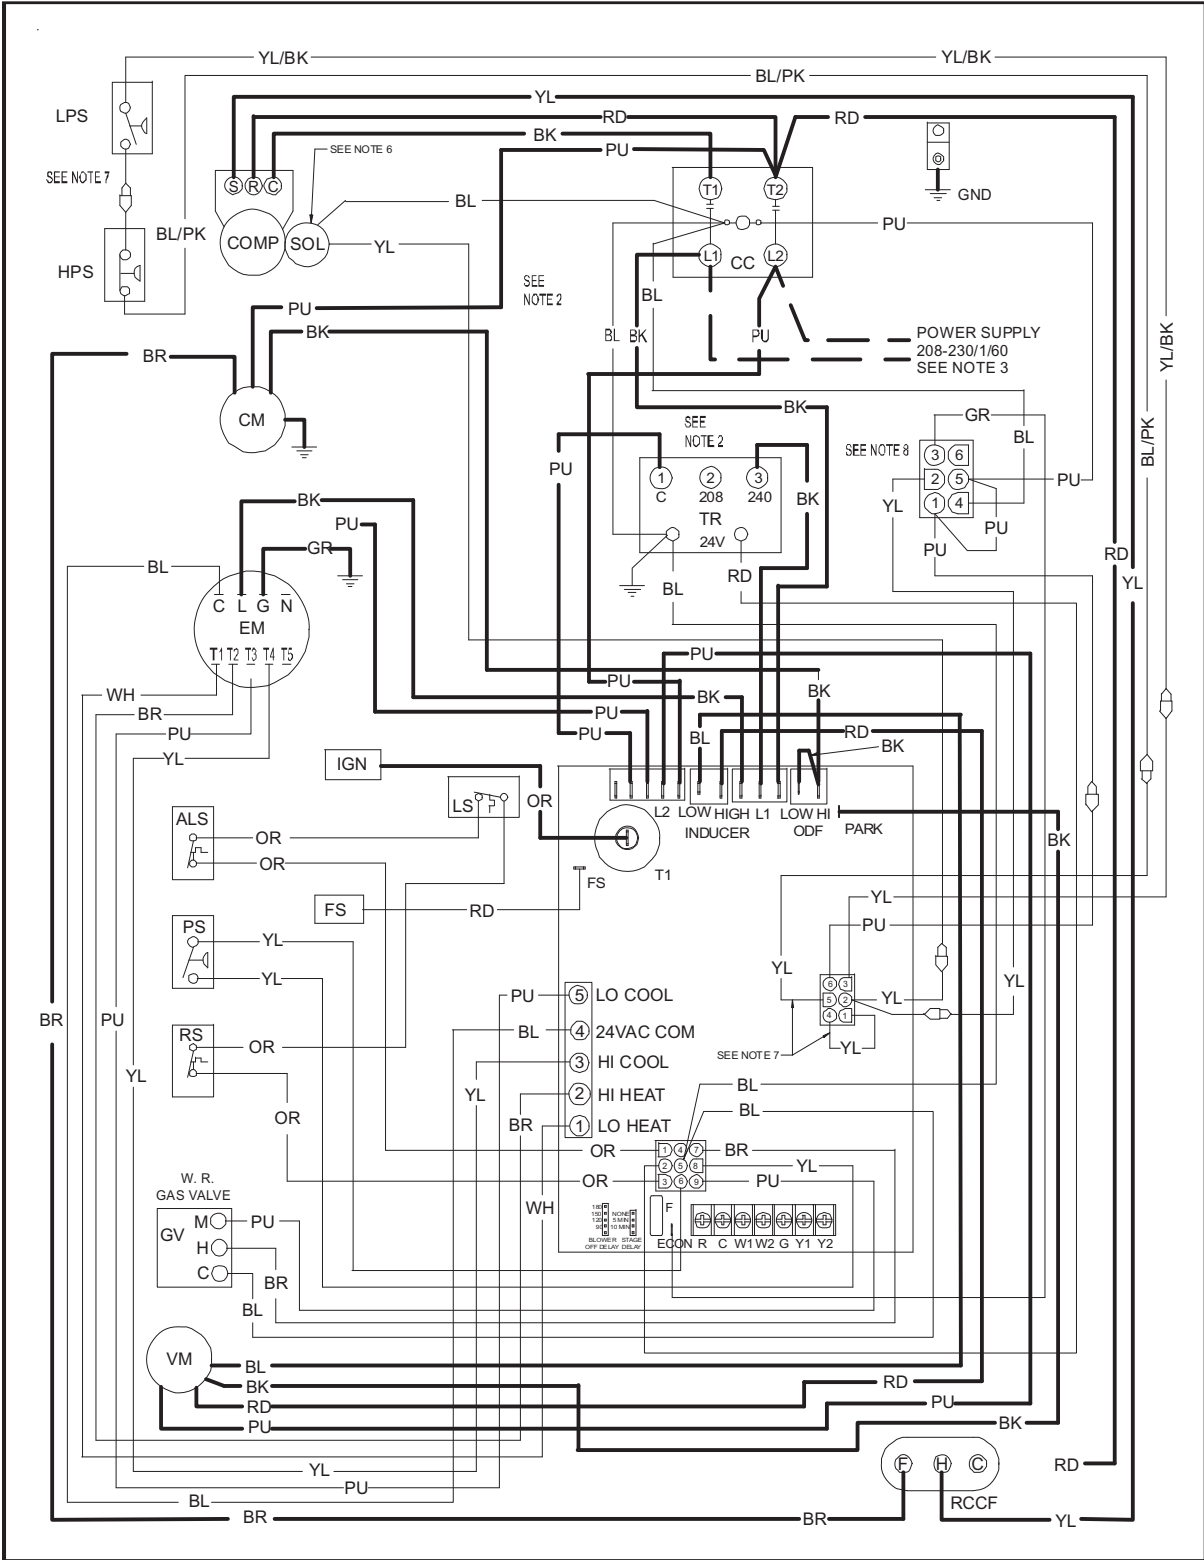 YL/BK
YL/BK
BL/PK
LPS
YL
RD
RD
BK
PU
SEE NOTE 6
SEE NOTE 7
S R C
T1 T2
GND
BL
PU
BL/PK
COMP
SOL
YL
HPS
L1 CC L2
SEE
NOTE 2
BL
PU
BK
BL BK
PU
POWER SUPPLY
208-230/1/60
SEE NOTE 3
YL/BK
BR
CM
BK
SEE
NOTE 2
GR
BL
BL/PK
SEE NOTE 8
3 6
2 5
1 4
PU
YL
PU
PU
PU
1 2 3
C 208 240
TR
24V
BK
BK
PU
GR
BL
RD
BL
RD
YL
C L G N
EM
T1 T2 T3 T4 T5
PU
WH
BR
PU
YL
PU
BK
BK
PU
PU
BL
RD
BK
IGN
OR
LS
L2 LOW HIGH L1 LOW HI
INDUCER
ODF
PARK
BK
T1
ALS
OR
OR
FS
FS
RD
YL
PU
PS
YL
YL
YL
YL
6 3
5 2
4 1
YL
YL
SEE NOTE 7
PU 5 LO COOL
BL 4 24VAC COM
3 HI COOL
2 HI HEAT
1 LO HEAT
BR
PU
RS
OR
YL
YL
BR
OR
BL
BL
OR
1 4 7
BR
2 5 8
YL
OR
3 6 9
PU
WH
W. R.
GAS VALVE
GV
M
PU
H
BR
C
BL
180
150
120
90
BLOWER
OFF DELAY
NONE
5 MIN
10 MIN
STAGE
DELAY
F
ECON R C W1 W2 G Y1 Y2
VM
BL
BK
RD
PU
RD
PU
BK
F H C
RCCF
RD
YL
PU
BL
BR
BR
YL